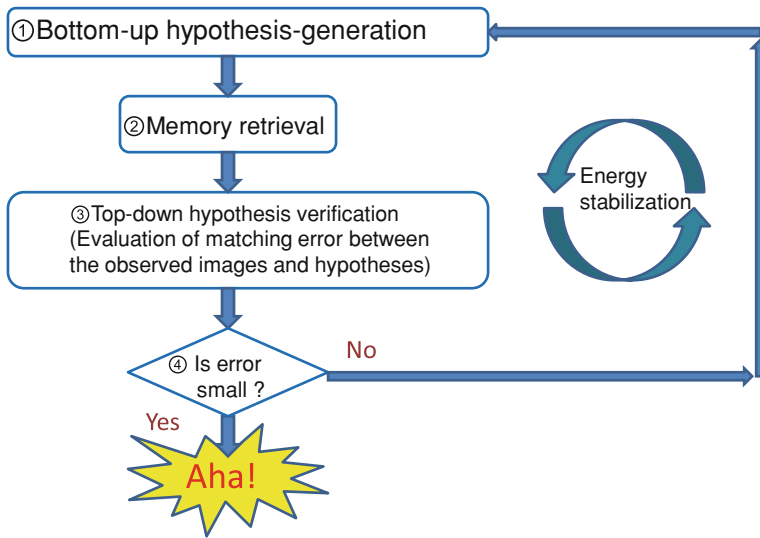 ①Bottom-up hypothesis-generation
②Memory retrieval
③Top-down hypothesis verification
(Evaluation of matching error between
the observed images and hypotheses)
④ Is error
small ?
No
Yes
Aha!
Energy
stabilization